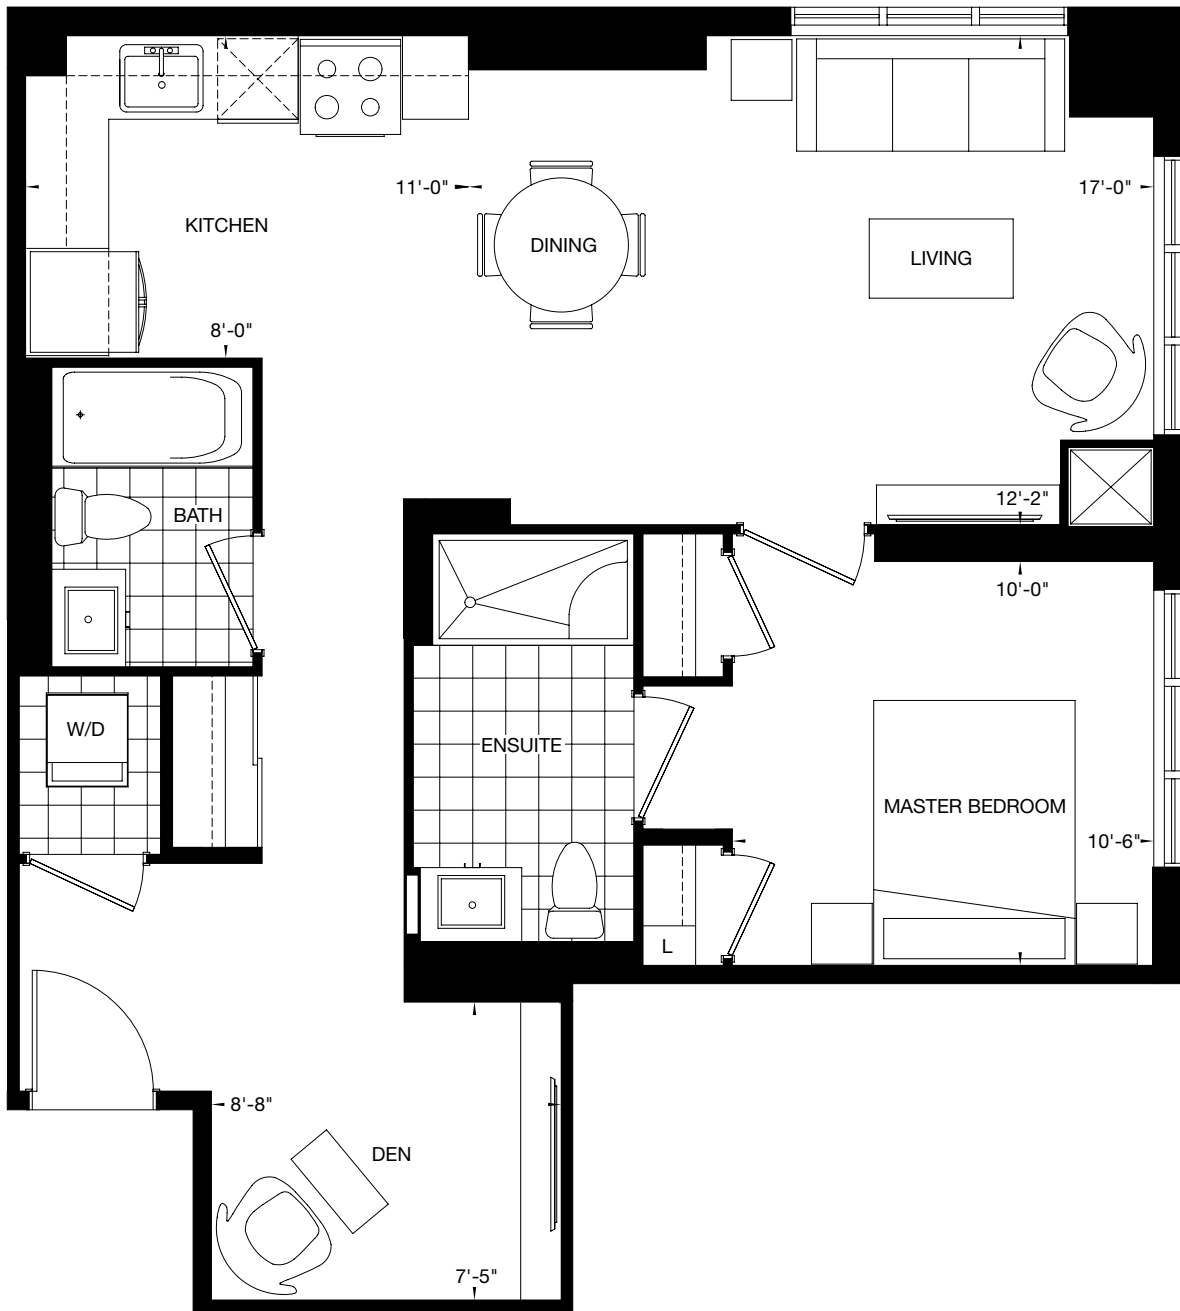 11'-0"
17'-0"
KITCHEN
DINING
LIVING
8'-0"
12'-2"
BATH
10'-0"
W/D
ENSUITE
MASTER BEDROOM
10'-6"
L
8'-8"
DEN
7'-5"